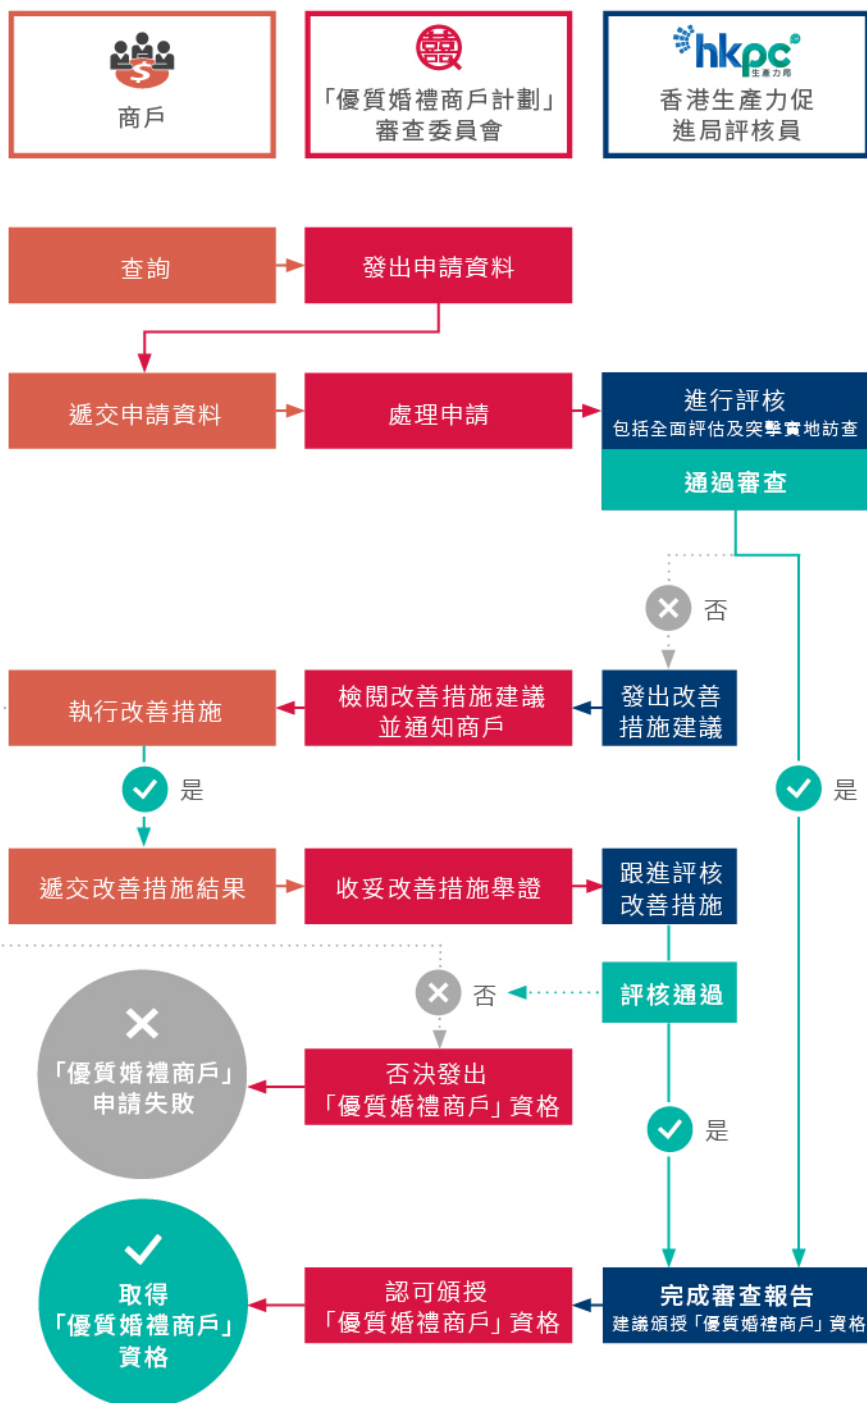 商戶
「優質婚禮商戶計劃」
審查委員會
hkpc
生產力局
香港生產力促
進局評核員
查詢
發出申請資料
遞交申請資料
處理申請
進行評核
包括全面評估及突擊實地訪查
通過審查
否
執行改善措施
檢閱改善措施建議
並通知商戶
發出改善
措施建議
是
是
遞交改善措施結果
收妥改善措施舉證
跟進評核
改善措施
否
評核通過
「優質婚禮商戶」
申請失敗
否決發出
「優質婚禮商戶」資格
是
取得
「優質婚禮商戶」
資格
認可頒授
「優質婚禮商戶」資格
完成審查報告
建議頒授「優質婚禮商戶」資格